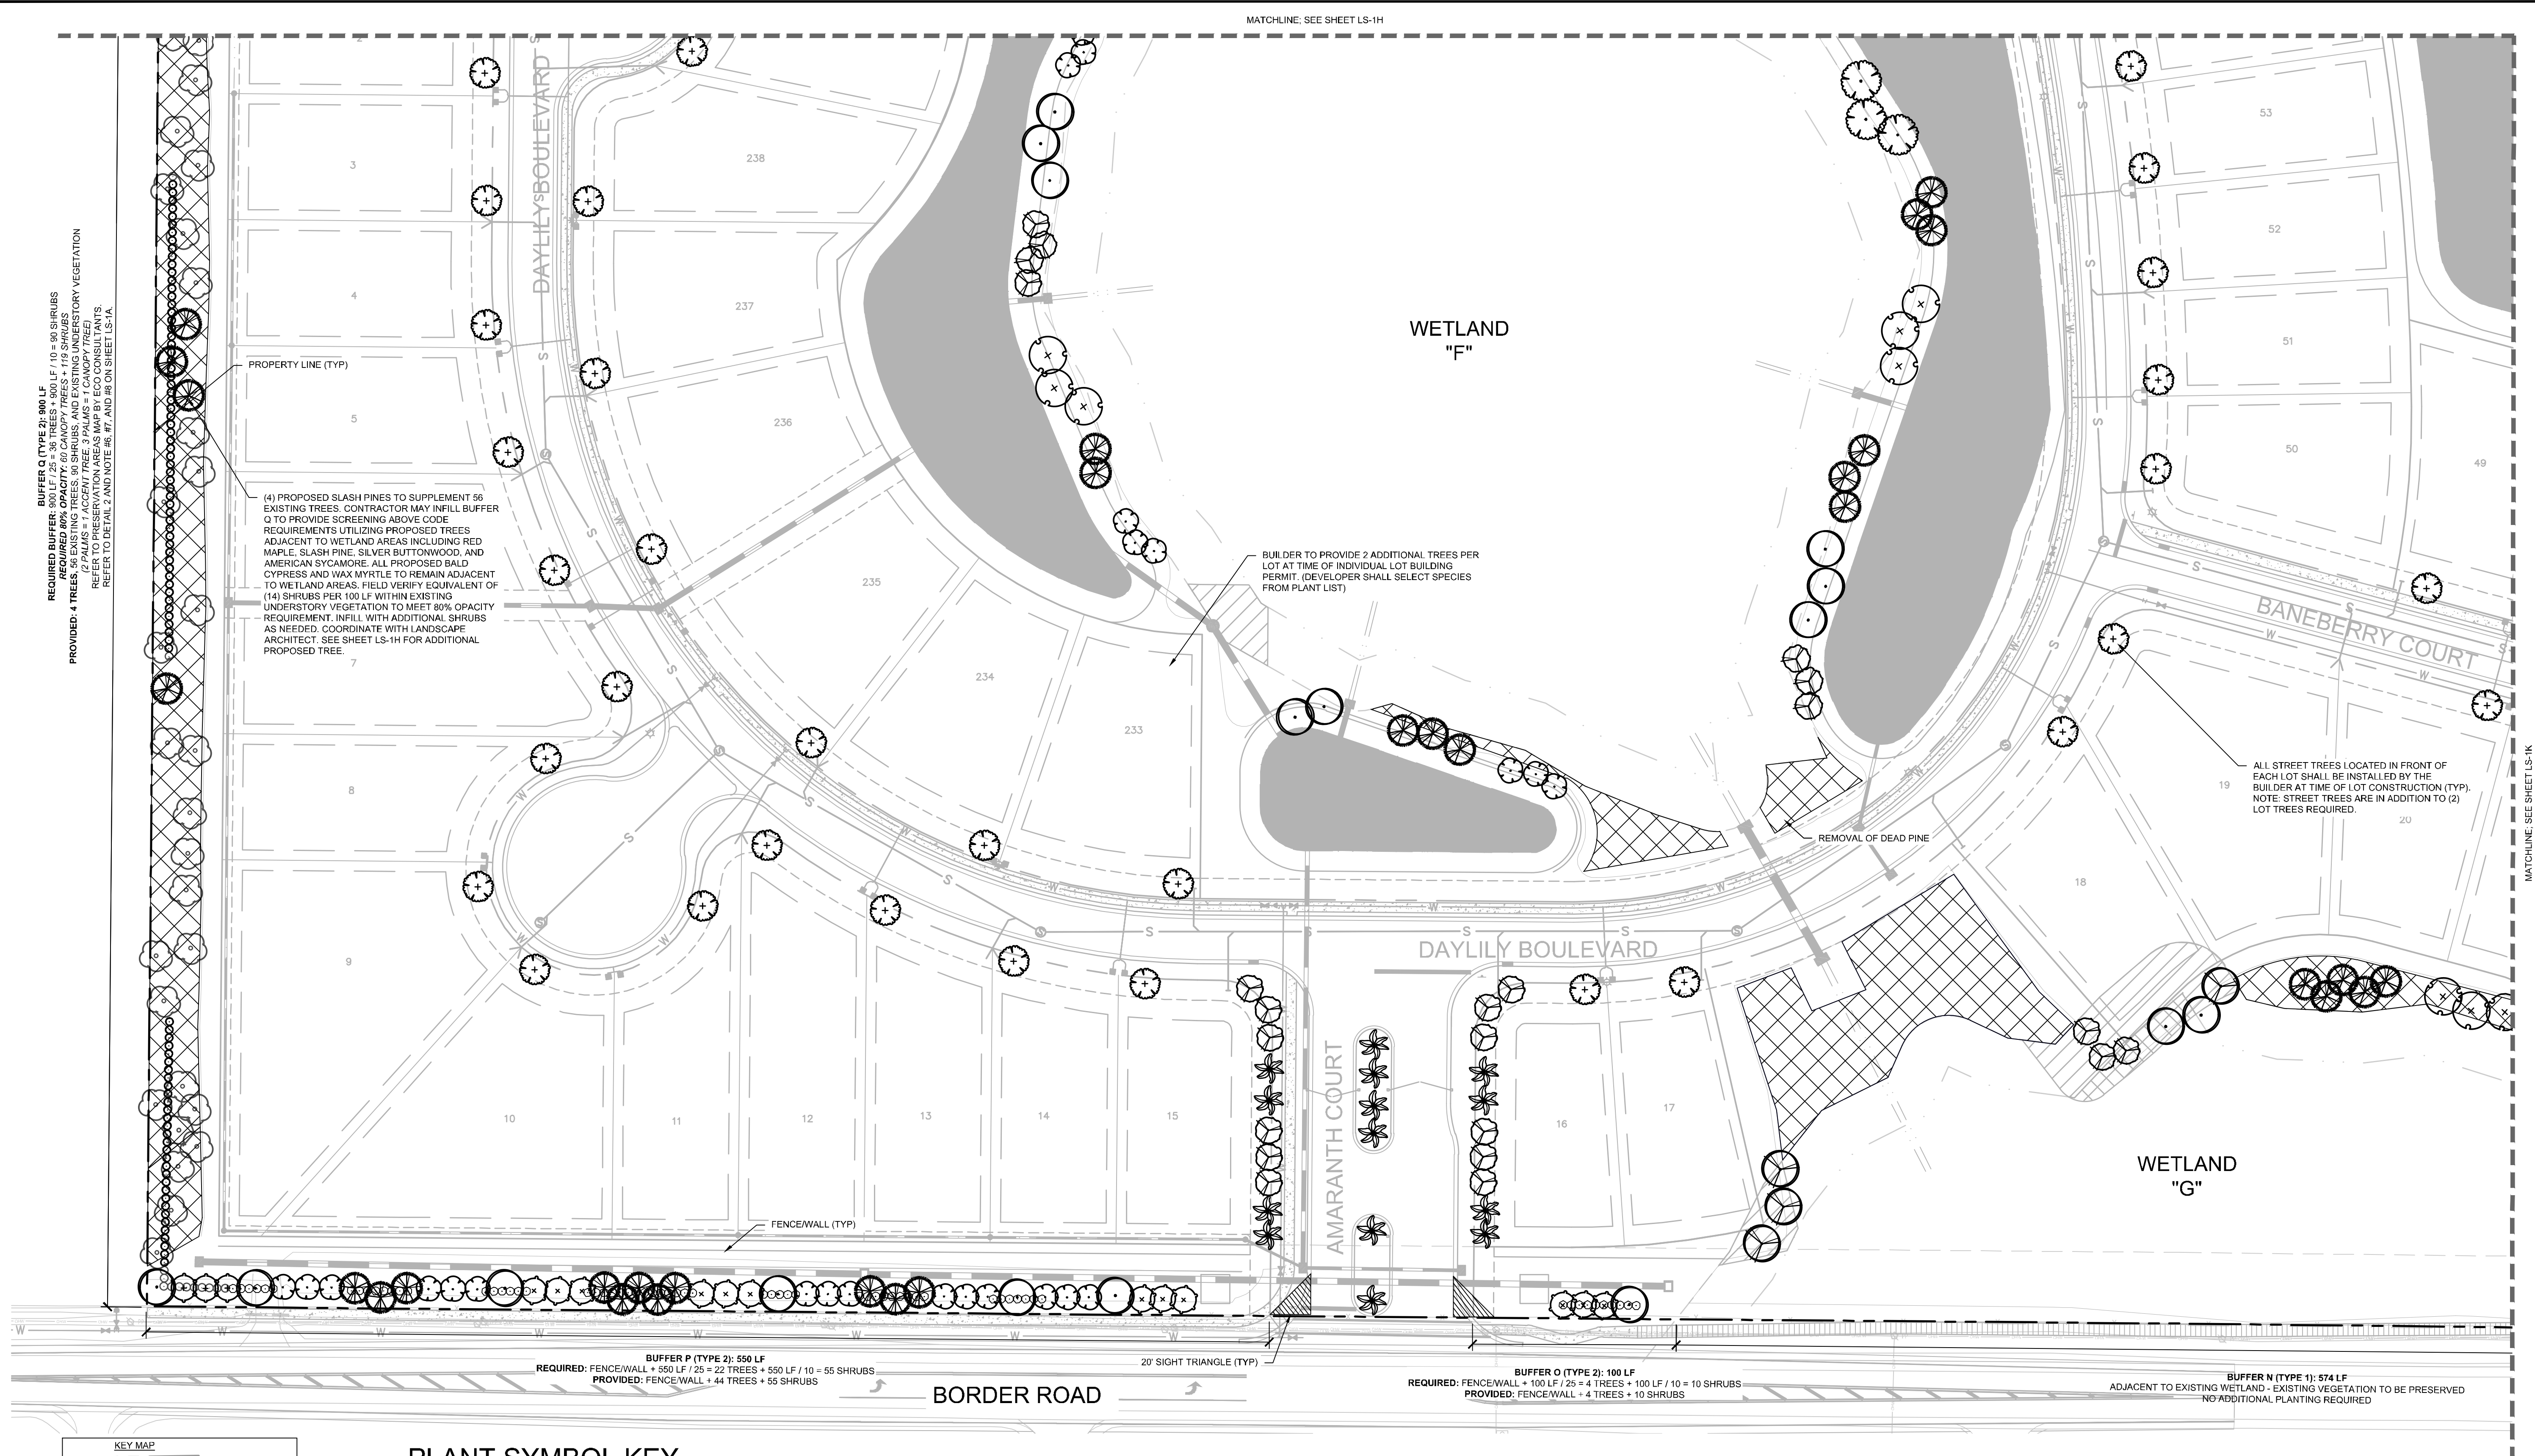 MATCHLINE; SEE SHEET LS-1H
DAYLILY BOULEVARD
3
4
5
7
8
9
10
11
12
13
14
15
16
17
18
19
20
238
237
236
235
234
233
53
52
51
50
49
WETLAND
"F"
BUFFER Q (TYPE 2): 900 LF
REQUIRED BUFFER: 900 LF / 25 = 36 TREES + 900 LF / 10 = 90 SHRUBS
REQUIRED 80% OPACITY: 60 CANOPY TREES + 119 SHRUBS
PROVIDED: 4 TREES, 56 EXISTING TREES, 90 SHRUBS, AND EXISTING UNDERSTORY VEGETATION
(2 PALMS = 1 ACCENT TREE, 3 PALMS = 1 CANOPY TREE)
REFER TO PRESERVATION AREAS MAP BY ECO CONSULTANTS.
REFER TO DETAIL 2 AND NOTE #6, #7, AND #8 ON SHEET LS-1A.
PROPERTY LINE (TYP)
(4) PROPOSED SLASH PINES TO SUPPLEMENT 56
EXISTING TREES. CONTRACTOR MAY INFILL BUFFER
Q TO PROVIDE SCREENING ABOVE CODE
REQUIREMENTS UTILIZING PROPOSED TREES
ADJACENT TO WETLAND AREAS INCLUDING RED
MAPLE, SLASH PINE, SILVER BUTTONWOOD, AND
AMERICAN SYCAMORE. ALL PROPOSED BALD
CYPRESS AND WAX MYRTLE TO REMAIN ADJACENT
TO WETLAND AREAS. FIELD VERIFY EQUIVALENT OF
(14) SHRUBS PER 100 LF WITHIN EXISTING
UNDERSTORY VEGETATION TO MEET 80% OPACITY
REQUIREMENT. INFILL WITH ADDITIONAL SHRUBS
AS NEEDED. COORDINATE WITH LANDSCAPE
ARCHITECT. SEE SHEET LS-1H FOR ADDITIONAL
PROPOSED TREE.
BUILDER TO PROVIDE 2 ADDITIONAL TREES PER
LOT AT TIME OF INDIVIDUAL LOT BUILDING
PERMIT. (DEVELOPER SHALL SELECT SPECIES
FROM PLANT LIST)
BANEBERRY COURT
ALL STREET TREES LOCATED IN FRONT OF
EACH LOT SHALL BE INSTALLED BY THE
BUILDER AT TIME OF LOT CONSTRUCTION (TYP).
NOTE: STREET TREES ARE IN ADDITION TO (2)
LOT TREES REQUIRED.
MATCHLINE; SEE SHEET LS-1K
REMOVAL OF DEAD PINE
DAYLILY BOULEVARD
AMARANTH COURT
WETLAND
"G"
FENCE/WALL (TYP)
BUFFER P (TYPE 2): 550 LF
REQUIRED: FENCE/WALL + 550 LF / 25 = 22 TREES + 550 LF / 10 = 55 SHRUBS
PROVIDED: FENCE/WALL + 44 TREES + 55 SHRUBS
20' SIGHT TRIANGLE (TYP)
BUFFER O (TYPE 2): 100 LF
REQUIRED: FENCE/WALL + 100 LF / 25 = 4 TREES + 100 LF / 10 = 10 SHRUBS
PROVIDED: FENCE/WALL + 4 TREES + 10 SHRUBS
BUFFER N (TYPE 1): 574 LF
ADJACENT TO EXISTING WETLAND - EXISTING VEGETATION TO BE PRESERVED
NO ADDITIONAL PLANTING REQUIRED
BORDER ROAD
KEY MAP
PLANT SYMBOL KEY